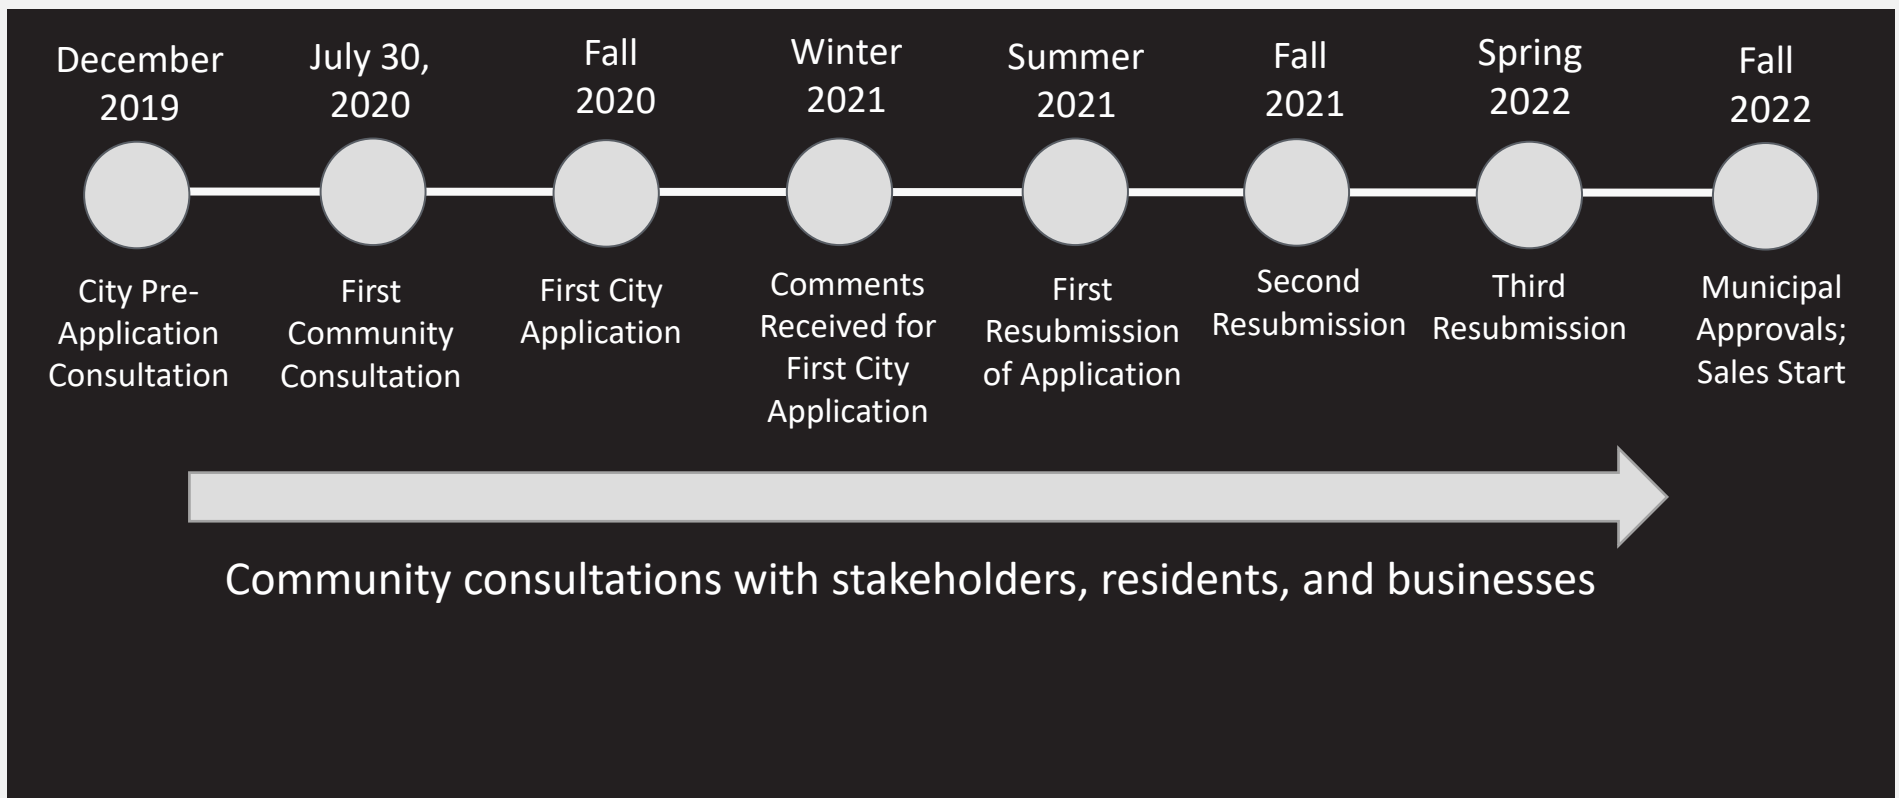 December
2019
July 30,
2020
Fall
2020
Winter
2021
Summer
2021
Fall
2021
Spring
2022
Fall
2022
City Pre-
Application
Consultation
First
Community
Consultation
First City
Application
Comments
Received for
First City
Application
First
Resubmission
of Application
Second
Resubmission
Third
Resubmission
Municipal
Approvals;
Sales Start
Community consultations with stakeholders, residents, and businesses